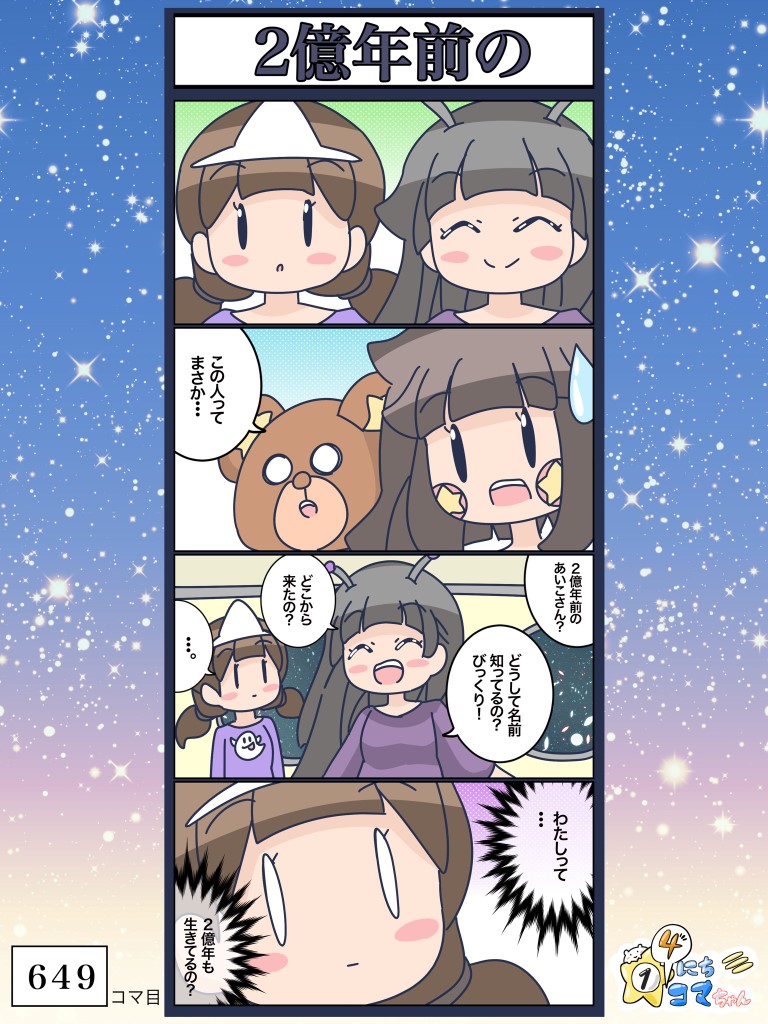 2億年前の
この人って
まさか…
2億年前の
あいこさん？
どうして名前
知ってるの？
びっくり！
どこから
来たの？
…。
わたしって
…
2億年も
生きてるの？
649
コマ目
1
4
にち
コマ
ちゃん